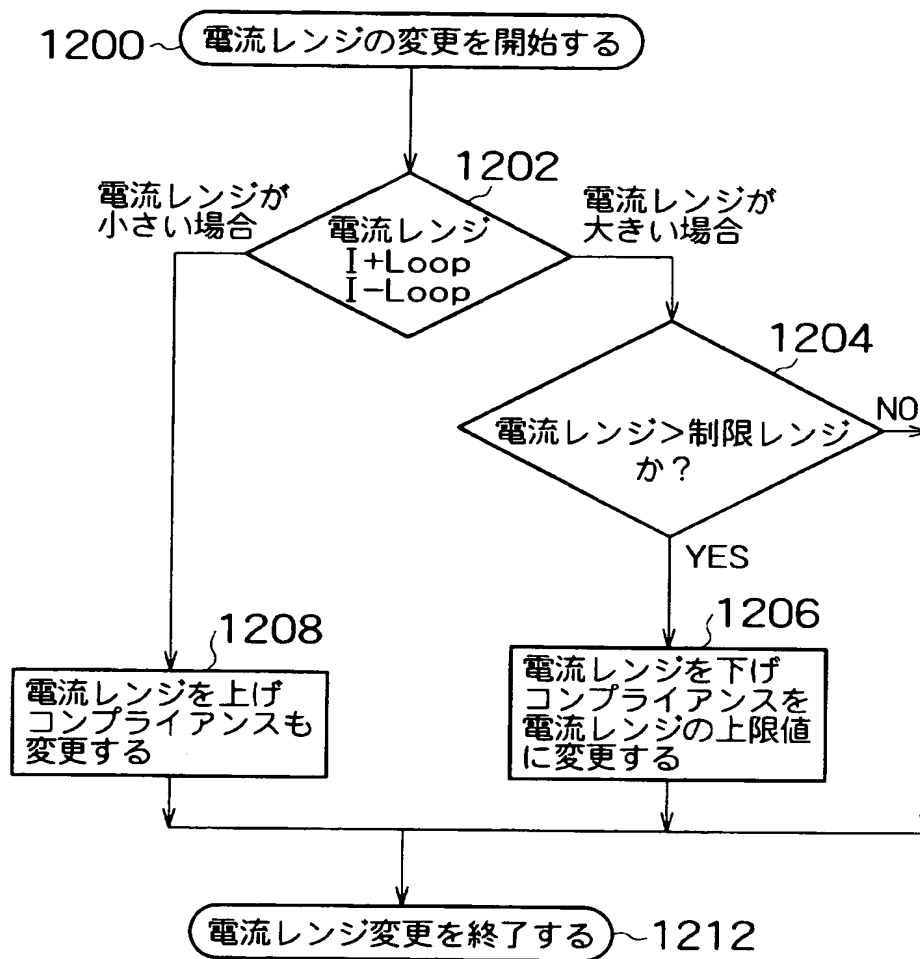 1200
電流レンジの変更を開始する
1202
電流レンジが
小さい場合
電流レンジ
I+Loop
I-Loop
電流レンジが
大きい場合
1204
電流レンジ>制限レンジ
か?
NO
YES
1208
電流レンジを上げ
コンプライアンスも
変更する
1206
電流レンジを下げ
コンプライアンスを
電流レンジの上限値
に変更する
電流レンジ変更を終了する
1212